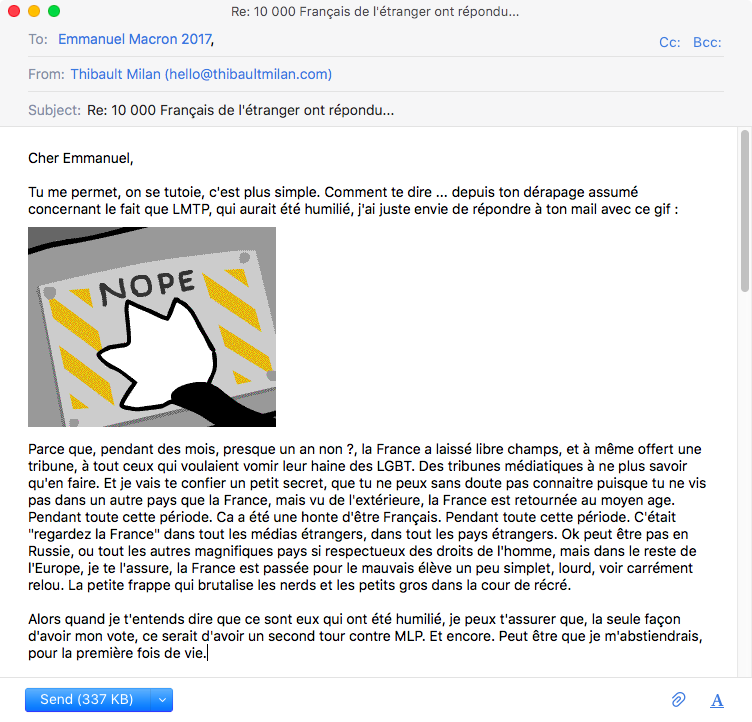 Re: 10 000 Français de l'étranger ont répondu...
To: Emmanuel Macron 2017,
Cc: Bcc:
From: Thibault Milan (hello@thibaultmilan.com)
Subject: Re: 10 000 Français de l'étranger ont répondu...
Cher Emmanuel,
Tu me permet, on se tutoie, c'est plus simple. Comment te dire ... depuis ton dérapage assumé
concernant le fait que LMTP, qui aurait été humilié, j'ai juste envie de répondre à ton mail avec ce gif :
NOPE
Parce que, pendant des mois, presque un an non ?, la France a laissé libre champs, et à même offert une
tribune, à tout ceux qui voulaient vomir leur haine des LGBT. Des tribunes médiatiques à ne plus savoir
qu'en faire. Et je vais te confier un petit secret, que tu ne peux sans doute pas connaitre puisque tu ne vis
pas dans un autre pays que la France, mais vu de l'extérieure, la France est retournée au moyen age.
Pendant toute cette période. Ca a été une honte d'être Français. Pendant toute cette période. C'était
"regardez la France" dans tout les médias étrangers, dans tout les pays étrangers. Ok peut être pas en
Russie, ou tout les autres magnifiques pays si respectueux des droits de l'homme, mais dans le reste de
l'Europe, je te l'assure, la France est passée pour le mauvais élève un peu simplet, lourd, voir carrément
relou. La petite frappe qui brutalise les nerds et les petits gros dans la cour de récré.
Alors quand je t'entends dire que ce sont eux qui ont été humilié, je peux t'assurer que, la seule façon
d'avoir mon vote, ce serait d'avoir un second tour contre MLP. Et encore. Peut être que je m'abstiendrais,
pour la première fois de vie.
Send (337 KB)
A